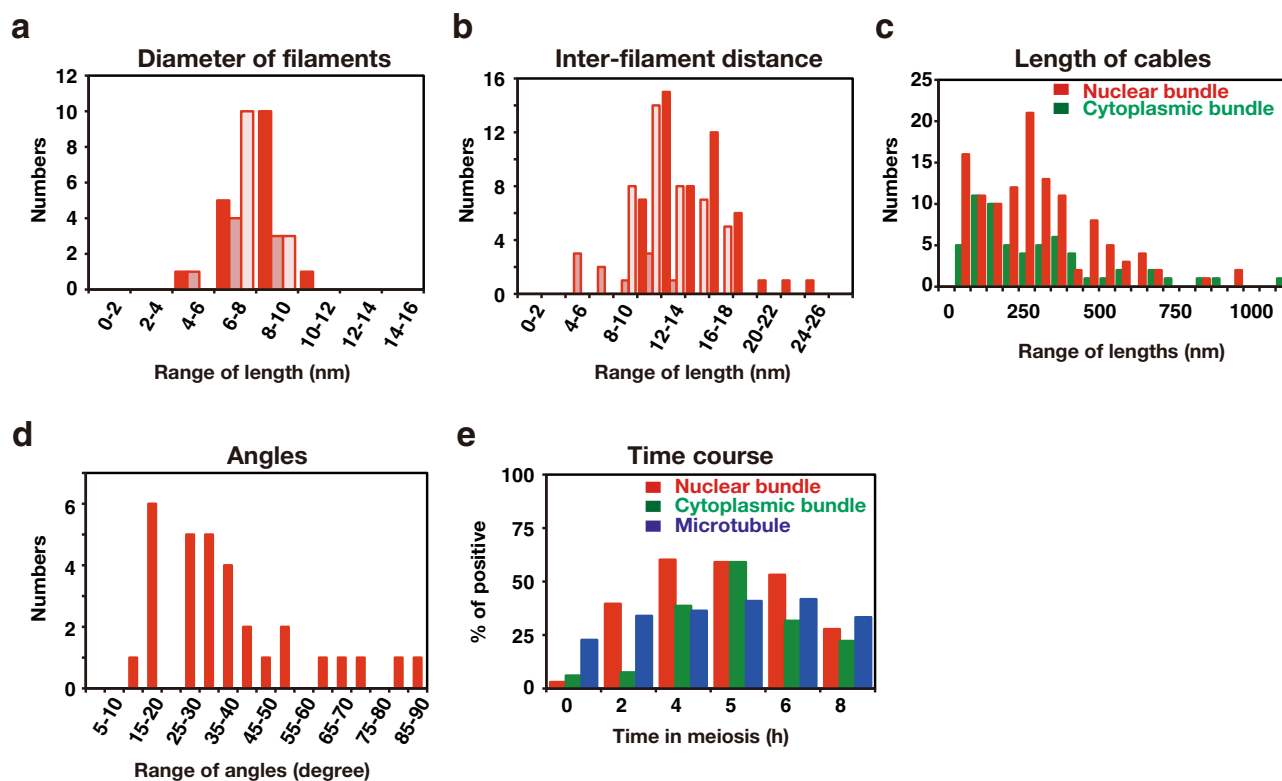 a
Diameter of filaments
12
10
8
6
4
2
0
Numbers
0-2
2-4
4-6
6-8
8-10
10-12
12-14
14-16
Range of length (nm)
b
Inter-filament distance
16
12
8
4
0
Numbers
0-2
4-6
8-10
12-14
16-18
20-22
24-26
Range of length (nm)
c
Length of cables
Nuclear bundle
Cytoplasmic bundle
25
20
15
10
5
0
Numbers
0
250
500
750
1000
Range of lengths (nm)
d
Angles
6
4
2
0
Numbers
5-10
15-20
25-30
35-40
45-50
55-60
65-70
75-80
85-90
Range of angles (degree)
e
Time course
Nuclear bundle
Cytoplasmic bundle
Microtubule
100
75
50
25
0
% of positive
0
2
4
5
6
8
Time in meiosis (h)